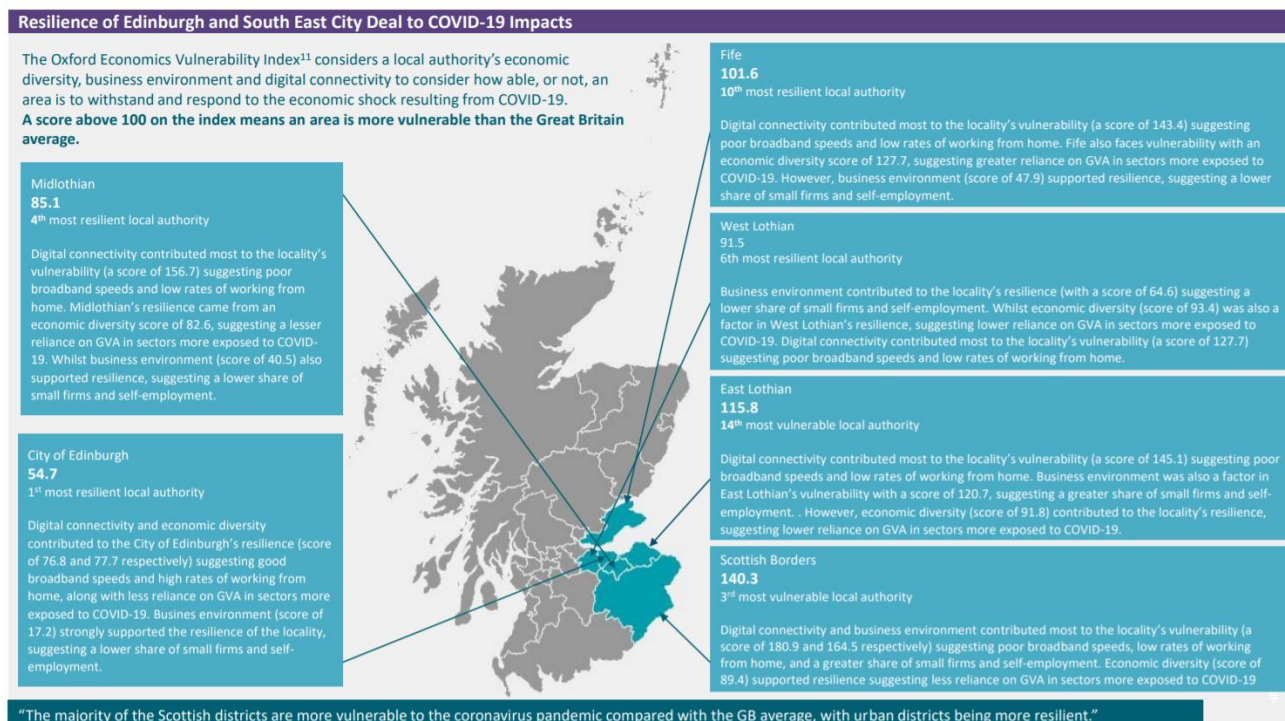 Resilience of Edinburgh and South East City Deal to COVID-19 Impacts
The Oxford Economics Vulnerability Index11 considers a local authority's economic
diversity, business environment and digital connectivity to consider how able, or not, an
area is to withstand and respond to the economic shock resulting from COVID-19.
A score above 100 on the index means an area is more vulnerable than the Great Britain
average.
Midlothian
85.1
4th most resilient local authority
Digital connectivity contributed most to the locality's
vulnerability (a score of 156.7) suggesting poor
broadband speeds and low rates of working from
home. Midlothian's resilience came from an
economic diversity score of 82.6, suggesting a lesser
reliance on GVA in sectors more exposed to COVID-
19. Whilst business environment (score of 40.5) also
supported resilience, suggesting a lower share of
small firms and self-employment.
City of Edinburgh
54.7
1st most resilient local authority
Digital connectivity and economic diversity
contributed to the City of Edinburgh's resilience (score
of 76.8 and 77.7 respectively) suggesting good
broadband speeds and high rates of working from
home, along with less reliance on GVA in sectors more
exposed to COVID-19. Busines environment (score of
17.2) strongly supported the resilience of the locality,
suggesting a lower share of small firms and self-
employment.
Fife
101.6
10th most resilient local authority
Digital connectivity contributed most to the locality's vulnerability (a score of 143.4) suggesting
poor broadband speeds and low rates of working from home. Fife also faces vulnerability with an
economic diversity score of 127.7, suggesting greater reliance on GVA in sectors more exposed to
COVID-19. However, business environment (score of 47.9) supported resilience, suggesting a lower
share of small firms and self-employment.
West Lothian
91.5
6th most resilient local authority
Business environment contributed to the locality's resilience (with a score of 64.6) suggesting a
lower share of small firms and self-employment. Whilst economic diversity (score of 93.4) was also a
factor in West Lothian's resilience, suggesting lower reliance on GVA in sectors more exposed to
COVID-19. Digital connectivity contributed most to the locality's vulnerability (a score of 127.7)
suggesting poor broadband speeds and low rates of working from home.
East Lothian
115.8
14th most vulnerable local authority
Digital connectivity contributed most to the locality's vulnerability (a score of 145.1) suggesting poor
broadband speeds and low rates of working from home. Business environment was also a factor in
East Lothian's vulnerability with a score of 120.7, suggesting a greater share of small firms and self-
employment. . However, economic diversity (score of 91.8) contributed to the locality's resilience,
suggesting lower reliance on GVA in sectors more exposed to COVID-19.
Scottish Borders
140.3
3rd most vulnerable local authority
Digital connectivity and business environment contributed most to the locality's vulnerability (a
score of 180.9 and 164.5 respectively) suggesting poor broadband speeds, low rates of working
from home, and a greater share of small firms and self-employment. Economic diversity (score of
89.4) supported resilience suggesting less reliance on GVA in sectors more exposed to COVID-19
"The majority of the Scottish districts are more vulnerable to the coronavirus pandemic compared with the GB average, with urban districts being more resilient."